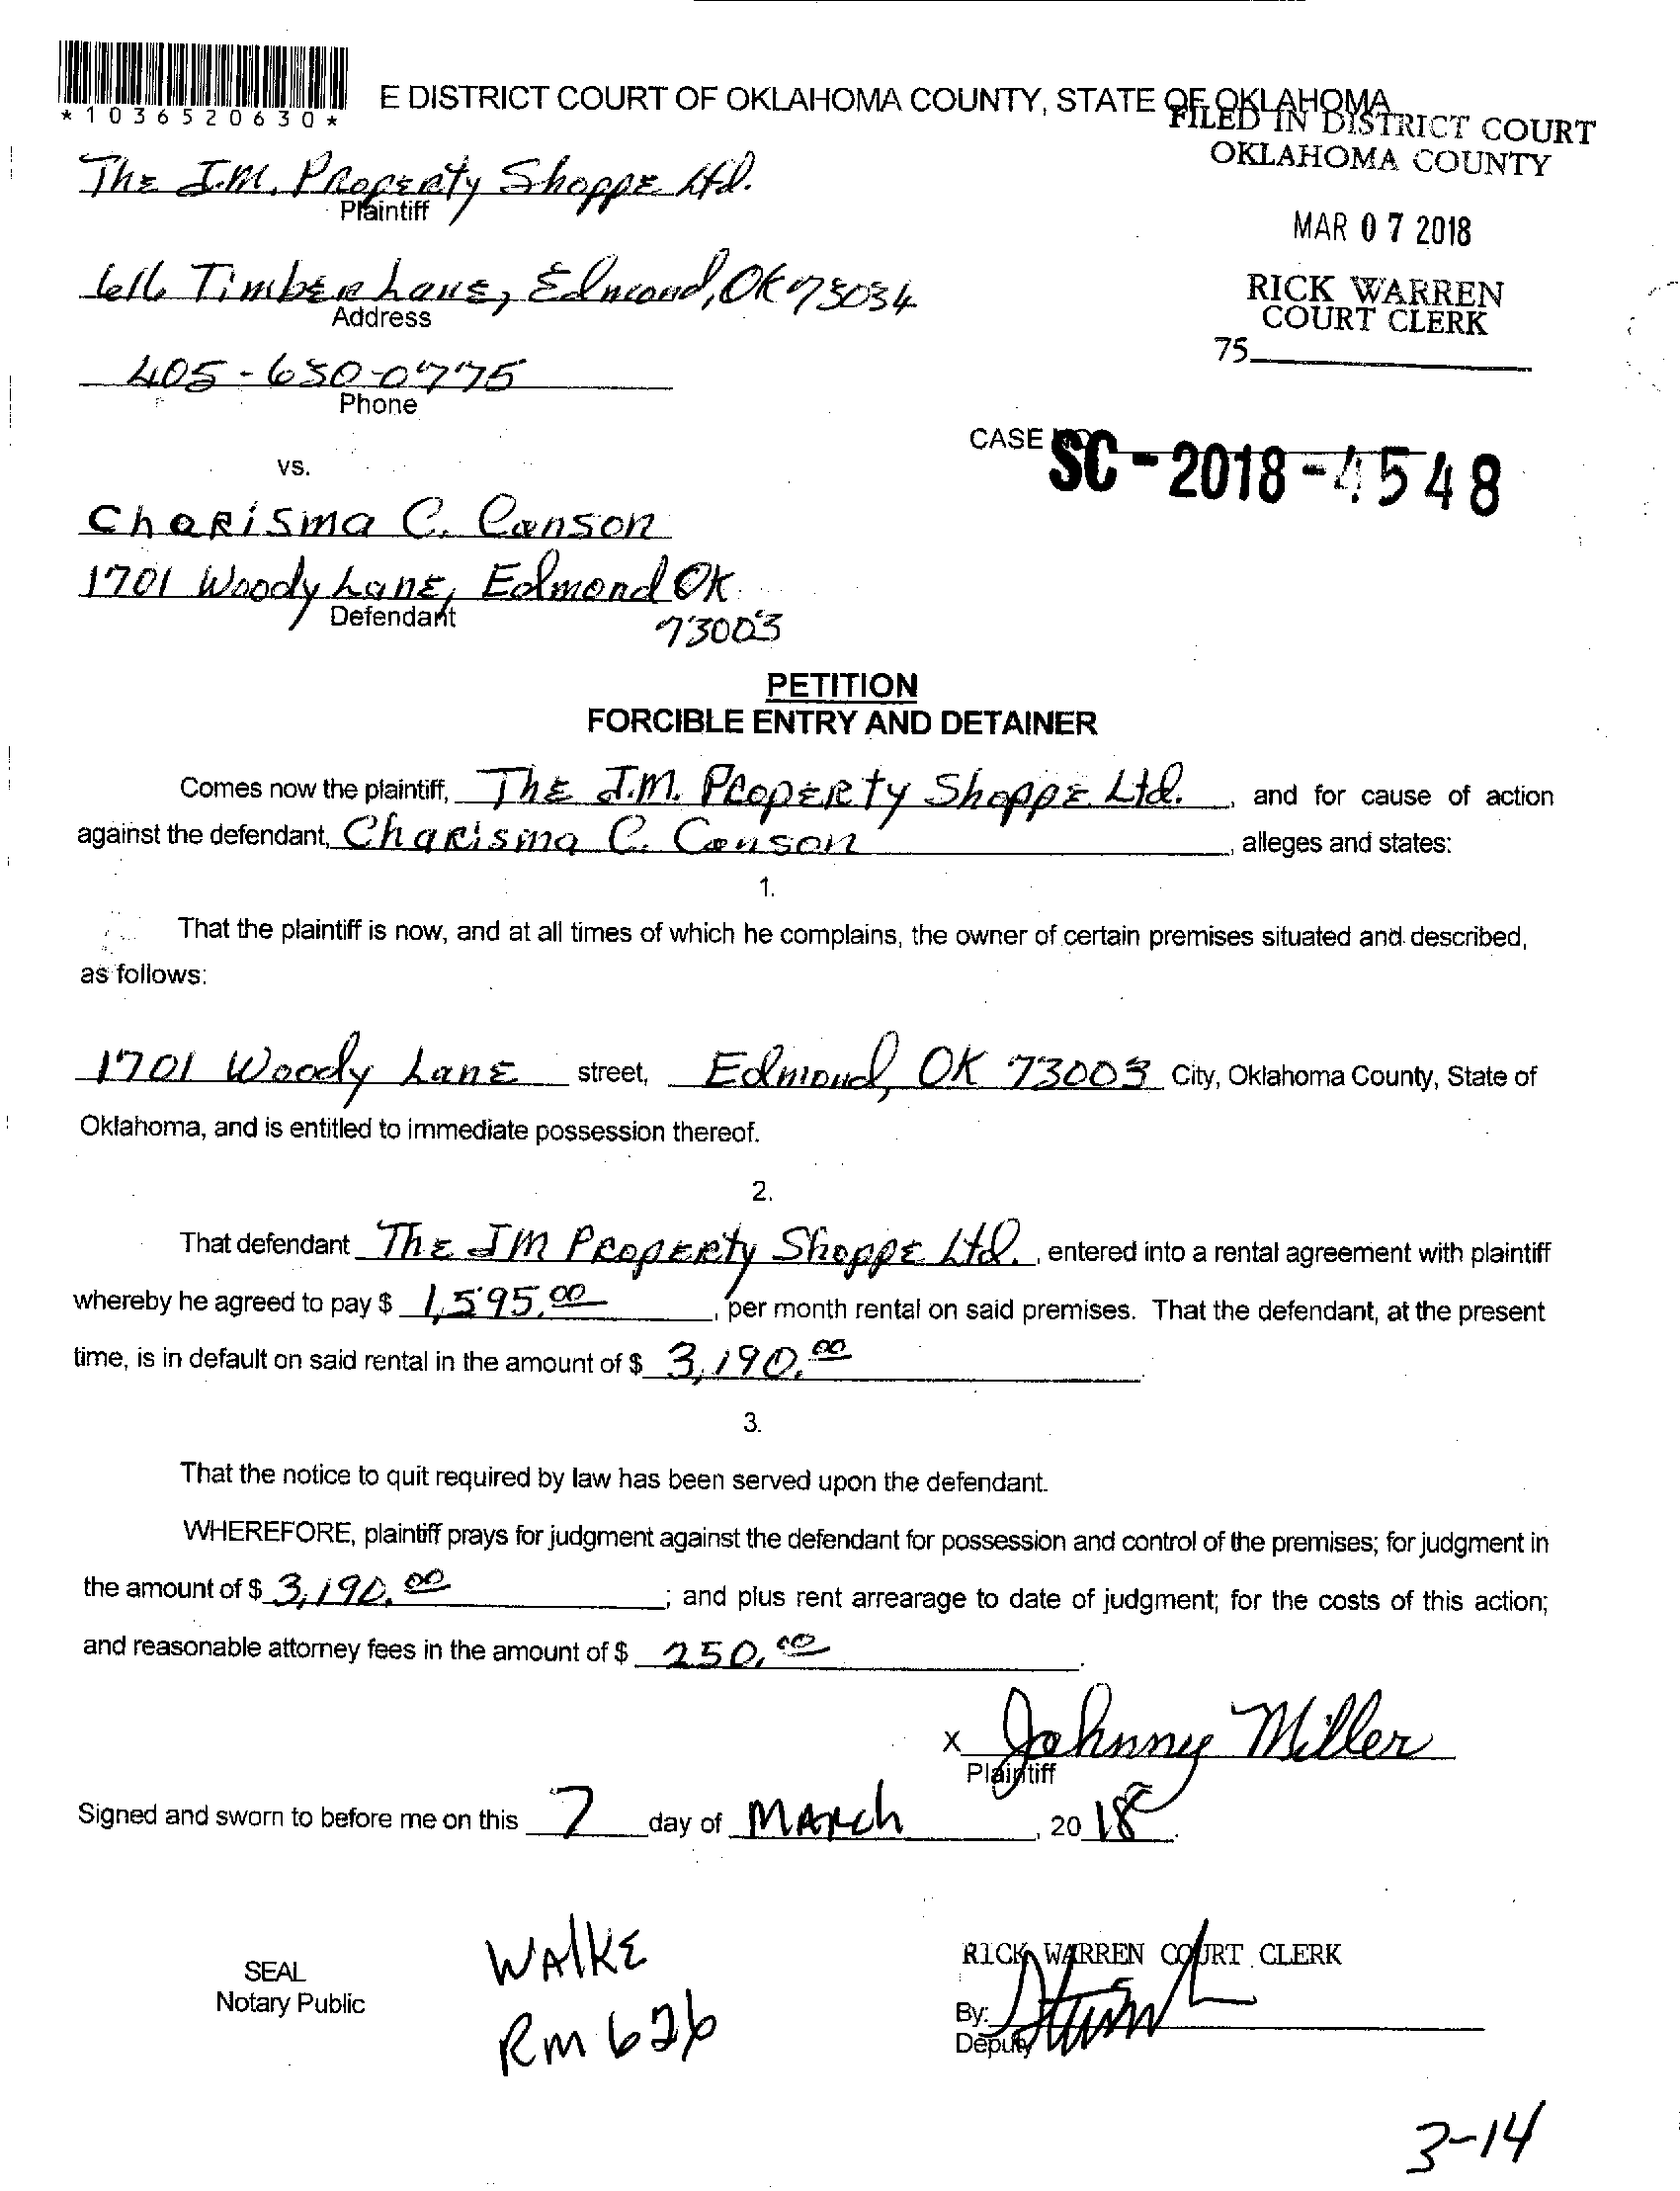 *1036520630*
E DISTRICT COURT OF OKLAHOMA COUNTY, STATE OF OKLAHOMA
FILED IN DISTRICT COURT
OKLAHOMA COUNTY
The J.M. Property Shoppe Ltd.
Plaintiff
MAR 07 2018
616 Timber Lane, Edmond, OK 73034
Address
RICK WARREN
COURT CLERK
75
405-650-0775
Phone
CASE NO
SC-2018-4548
vs.
Charisma C. Canson
1701 Woody Lane, Edmond OK
Defendant
73003
PETITION
FORCIBLE ENTRY AND DETAINER
Comes now the plaintiff, The J.M. Property Shoppe Ltd., and for cause of action
against the defendant, Charisma C. Canson, alleges and states:
1.
That the plaintiff is now, and at all times of which he complains, the owner of certain premises situated and described,
as follows:
1701 Woody Lane street, Edmond, OK 73003 City, Oklahoma County, State of
Oklahoma, and is entitled to immediate possession thereof.
2.
That defendant The JM Property Shoppe Ltd., entered into a rental agreement with plaintiff
whereby he agreed to pay $ 1,595.00, per month rental on said premises. That the defendant, at the present
time, is in default on said rental in the amount of $ 3,190.00.
3.
That the notice to quit required by law has been served upon the defendant.
WHEREFORE, plaintiff prays for judgment against the defendant for possession and control of the premises; for judgment in
the amount of $ 3,190.00; and plus rent arrearage to date of judgment; for the costs of this action;
and reasonable attorney fees in the amount of $ 250.00.
x Johnny Miller
Plaintiff
Signed and sworn to before me on this 7 day of March, 2018.
SEAL
Notary Public
Walke
Rm 626
RICK WARREN COURT CLERK
By:
Deputy
3-14